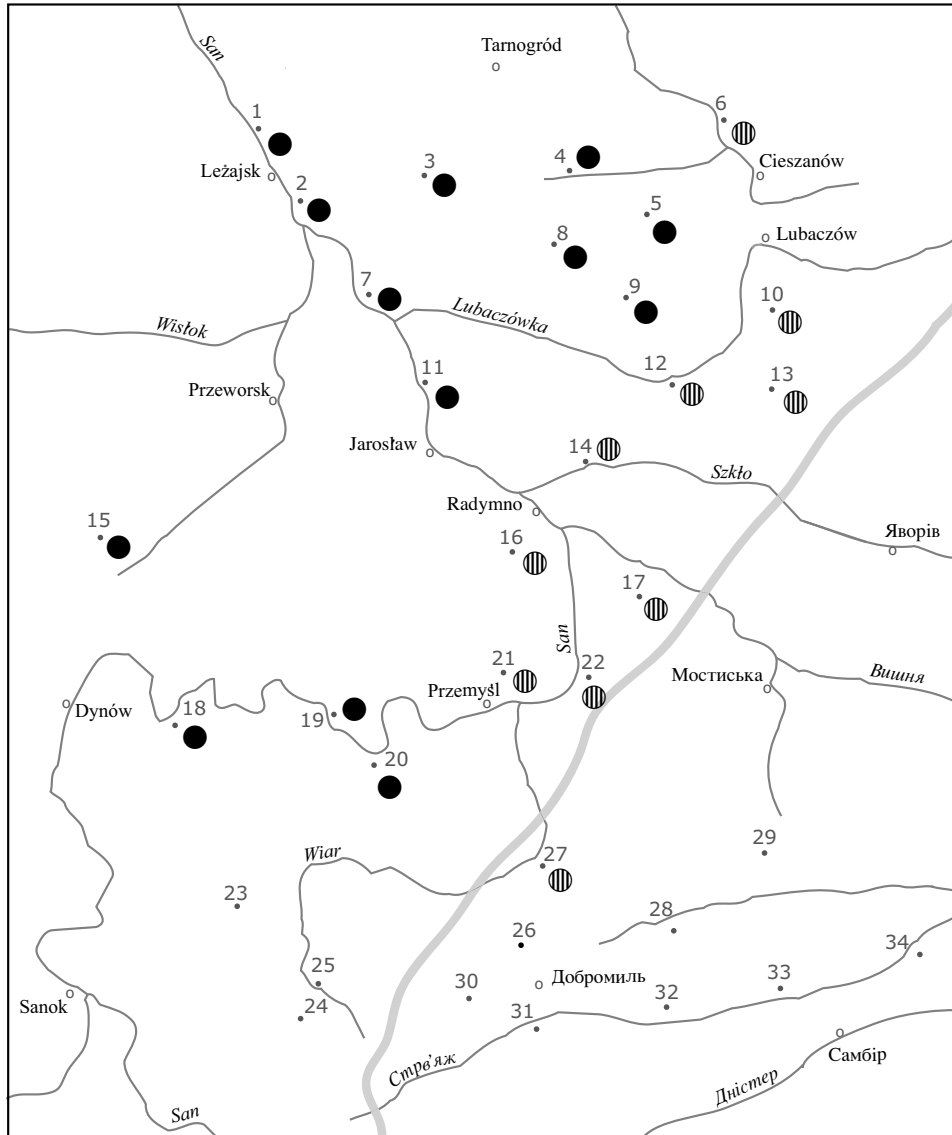 San
Tarnogród
1
6
3
4
Leżajsk
Cieszanów
2
5
8
Lubaczów
7
9
10
Lubaczówka
Wisłok
11
12
13
Przeworsk
Jarosław
14
Szkło
Radymno
15
16
Яворів
17
San
21
22
Przemyśl
Мостиська
Вишня
Dynów
18
19
20
29
Wiar
27
23
28
26
34
25
33
Sanok
30
Добромиль
24
32
31
Самбір
Стрв’яж
Дністер
San